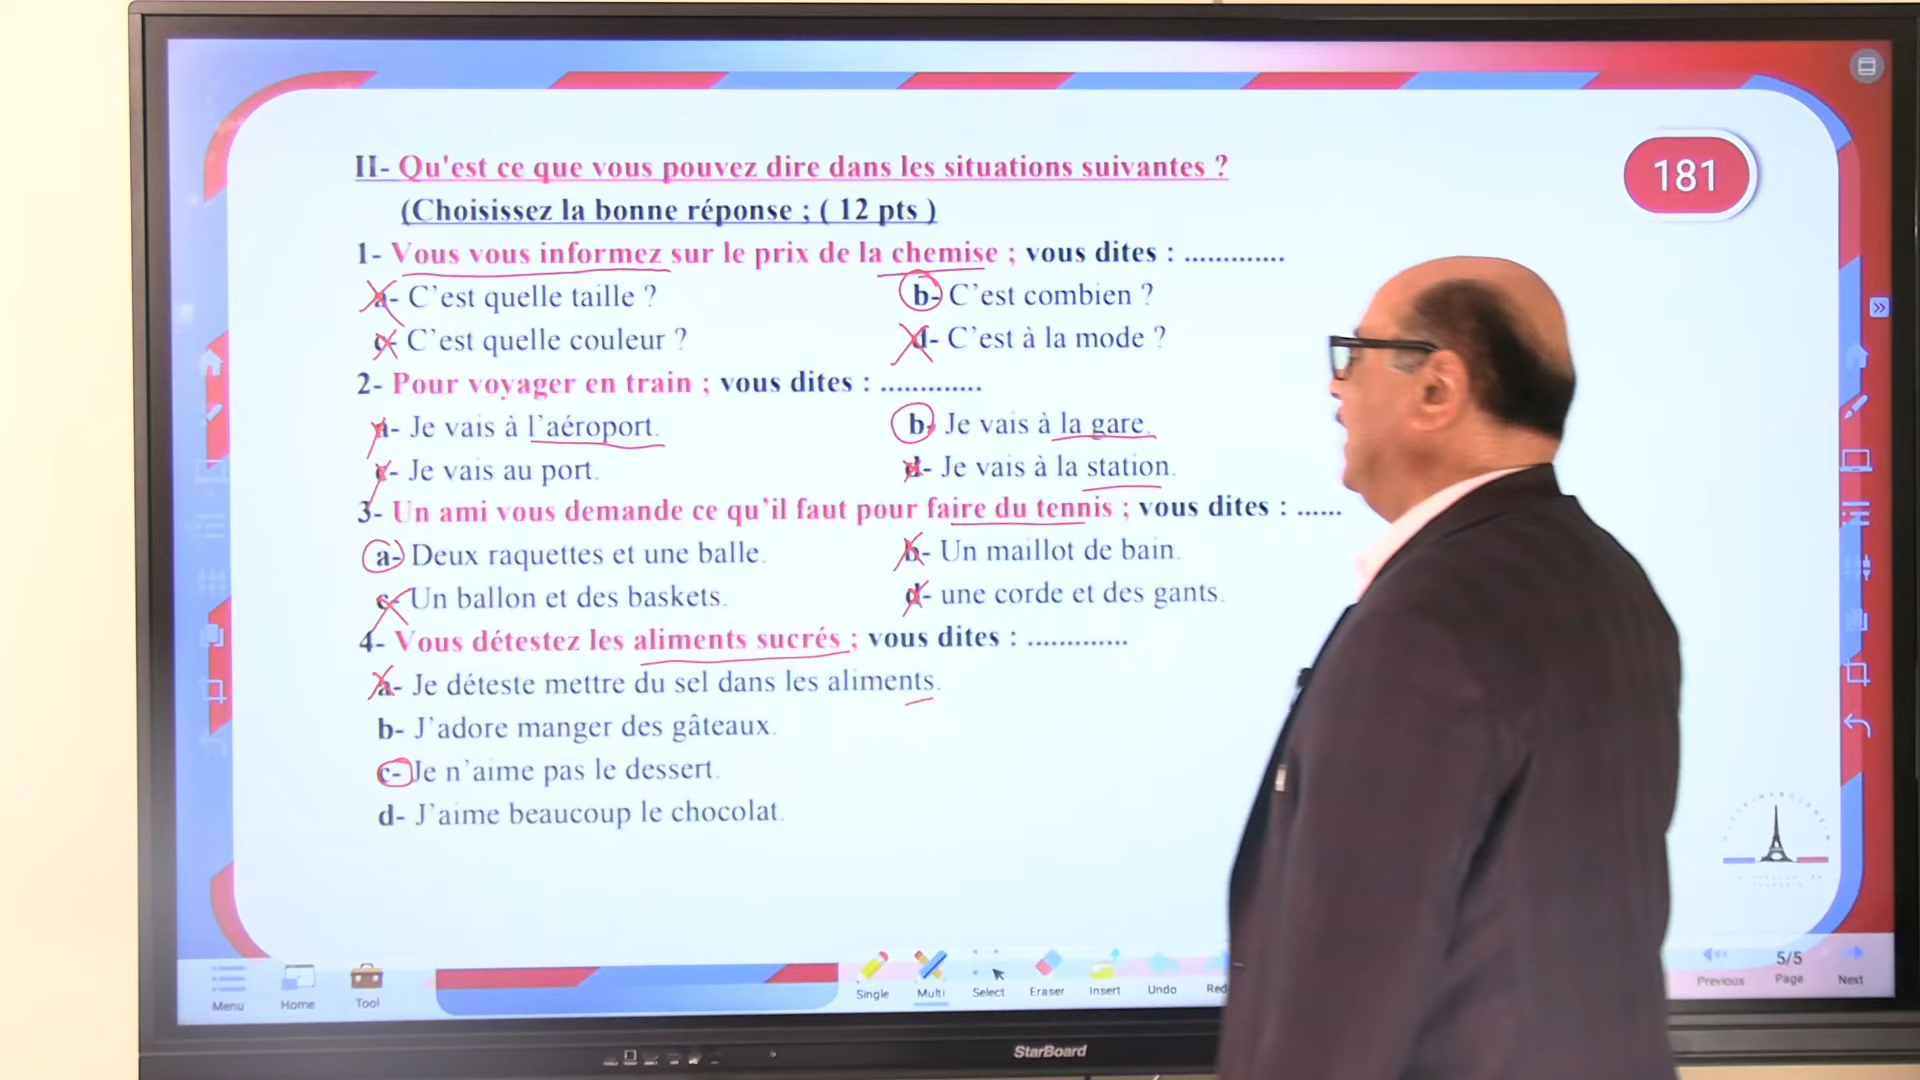 181
II- Qu'est ce que vous pouvez dire dans les situations suivantes ?
(Choisissez la bonne réponse ; ( 12 pts )
1- Vous vous informez sur le prix de la chemise ; vous dites : .............
a- C'est quelle taille ? b- C'est combien ?
c- C'est quelle couleur ? d- C'est à la mode ?
2- Pour voyager en train ; vous dites : .............
a- Je vais à l'aéroport. b- Je vais à la gare.
c- Je vais au port. d- Je vais à la station.
3- Un ami vous demande ce qu'il faut pour faire du tennis ; vous dites : ......
a- Deux raquettes et une balle. b- Un maillot de bain.
c- Un ballon et des baskets. d- une corde et des gants.
4- Vous détestez les aliments sucrés ; vous dites : .............
a- Je déteste mettre du sel dans les aliments.
b- J'adore manger des gâteaux.
c- Je n'aime pas le dessert.
d- J'aime beaucoup le chocolat.
Menu Home Tool Single Multi Select Eraser Insert Undo Red Previous 5/5 Page Next
StarBoard